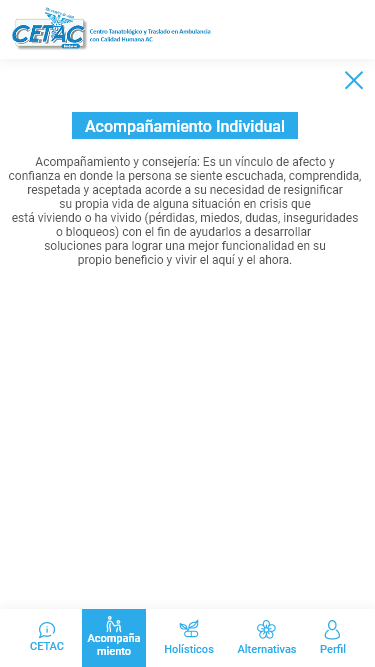 CETAC
Centro Tanatológico y Traslado en Ambulancia
con Calidad Humana AC
Acompañamiento Individual
Acompañamiento y consejería: Es un vínculo de afecto y
confianza en donde la persona se siente escuchada, comprendida,
respetada y aceptada acorde a su necesidad de resignificar
su propia vida de alguna situación en crisis que
está viviendo o ha vivido (pérdidas, miedos, dudas, inseguridades
o bloqueos) con el fin de ayudarlos a desarrollar
soluciones para lograr una mejor funcionalidad en su
propio beneficio y vivir el aquí y el ahora.
CETAC
Acompaña
miento
Holísticos
Alternativas
Perfil